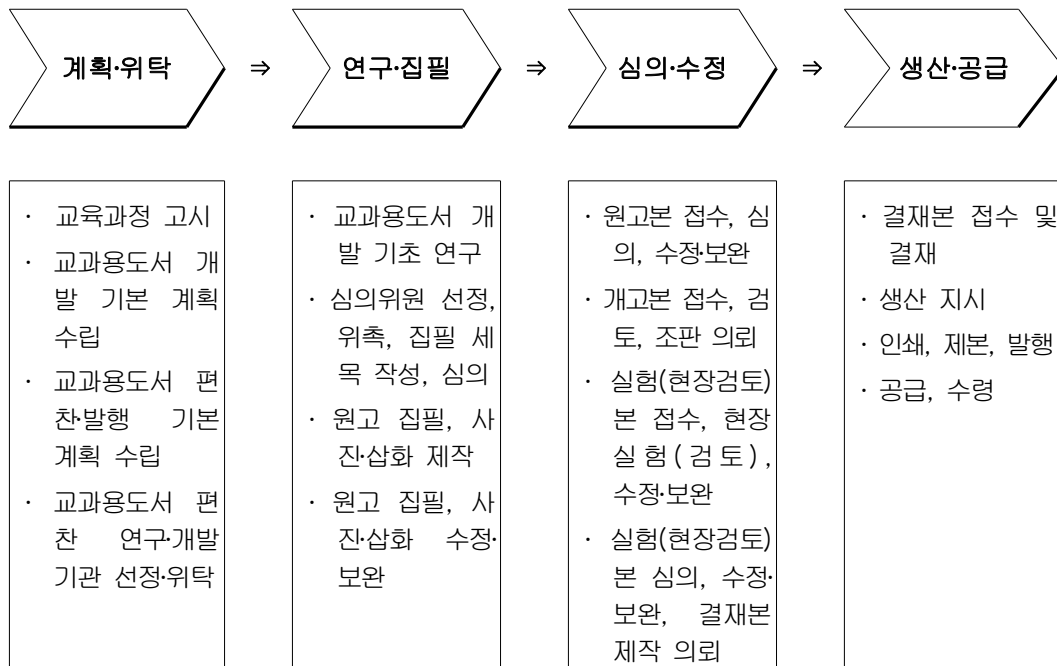 계획·위탁 ⇒ 연구·집필 ⇒ 심의·수정 ⇒ 생산·공급
· 교육과정 고시
· 교과용도서 개
발 기본 계획
수립
· 교과용도서 편
찬·발행 기본
계획 수립
· 교과용도서 편
찬 연구·개발
기관 선정·위탁
· 교과용도서 개
발 기초 연구
· 심의위원 선정,
위촉, 집필 세
목 작성, 심의
· 원고 집필, 사
진·삽화 제작
· 원고 집필, 사
진·삽화 수정·
보완
· 원고본 접수, 심
의, 수정·보완
· 개고본 접수, 검
토, 조판 의뢰
· 실험(현장검토)
본 접수, 현장
실험(검토),
수정·보완
· 실험(현장검토)
본 심의, 수정·
보완, 결재본
제작 의뢰
· 결재본 접수 및
결재
· 생산 지시
· 인쇄, 제본, 발행
· 공급, 수령